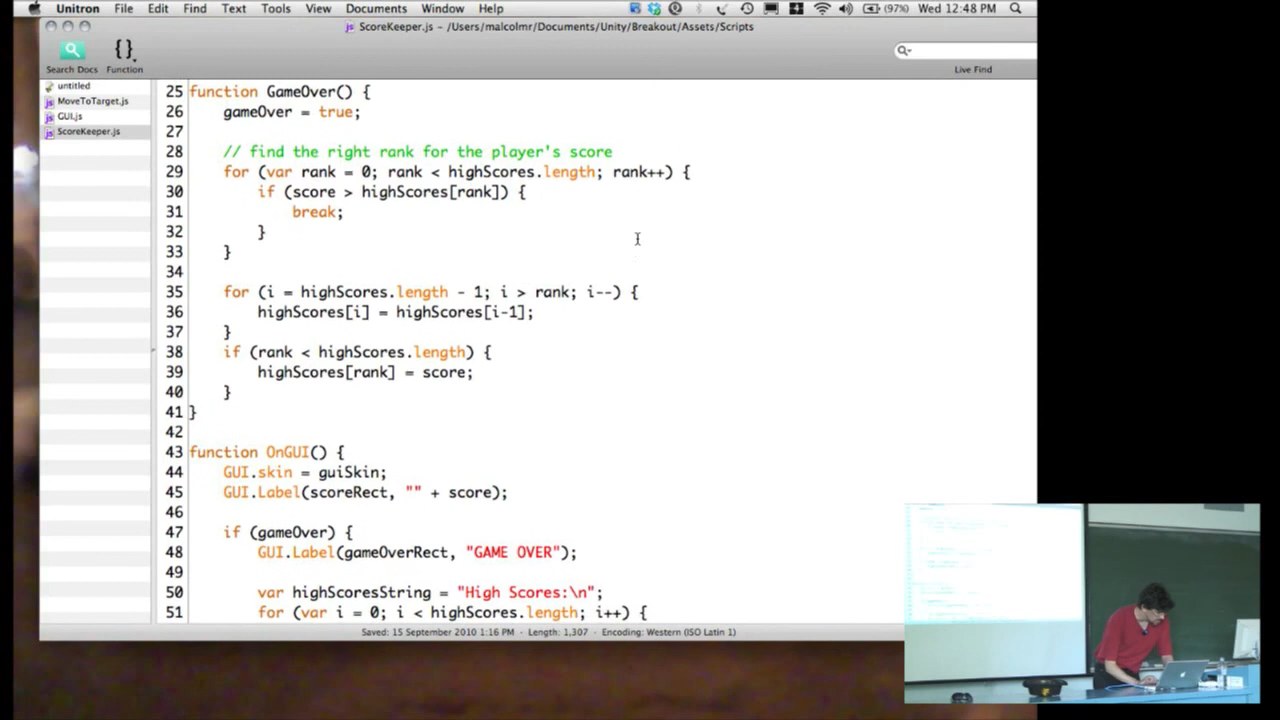 Unitron File Edit Find Text Tools View Documents Window Help (97%) Wed 12:48 PM
ScoreKeeper.js - /Users/malcolmr/Documents/Unity/Breakout/Assets/Scripts
{}
Search Docs Function Live Find
untitled
MoveToTarget.js
GUI.js
ScoreKeeper.js
25 function GameOver() {
26 gameOver = true;
27
28 // find the right rank for the player's score
29 for (var rank = 0; rank < highScores.length; rank++) {
30 if (score > highScores[rank]) {
31 break;
32 }
33 }
34
35 for (i = highScores.length - 1; i > rank; i--) {
36 highScores[i] = highScores[i-1];
37 }
38 if (rank < highScores.length) {
39 highScores[rank] = score;
40 }
41 }
42
43 function OnGUI() {
44 GUI.skin = guiSkin;
45 GUI.Label(scoreRect, "" + score);
46
47 if (gameOver) {
48 GUI.Label(gameOverRect, "GAME OVER");
49
50 var highScoresString = "High Scores:\n";
51 for (var i = 0; i < highScores.length; i++) {
Saved: 15 September 2010 1:16 PM - Length: 1,307 - Encoding: Western (ISO Latin 1)